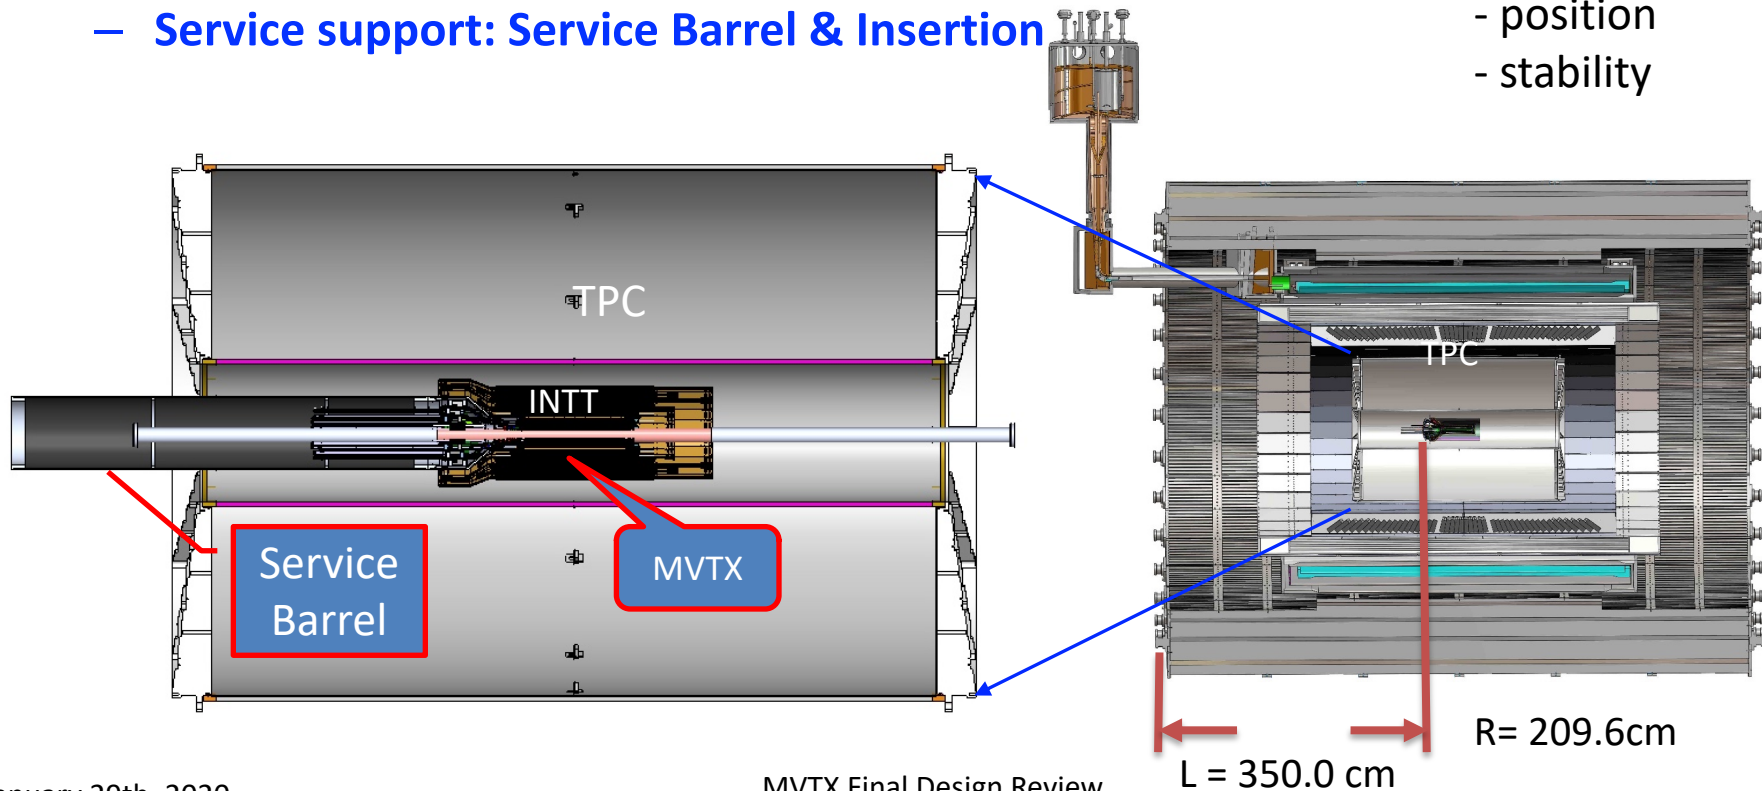 – Service support: Service Barrel & Insertion
- position
- stability
TPC
TPC
INTT
Service
Barrel
MVTX
R= 209.6cm
L = 350.0 cm
MVTX Final Design Review